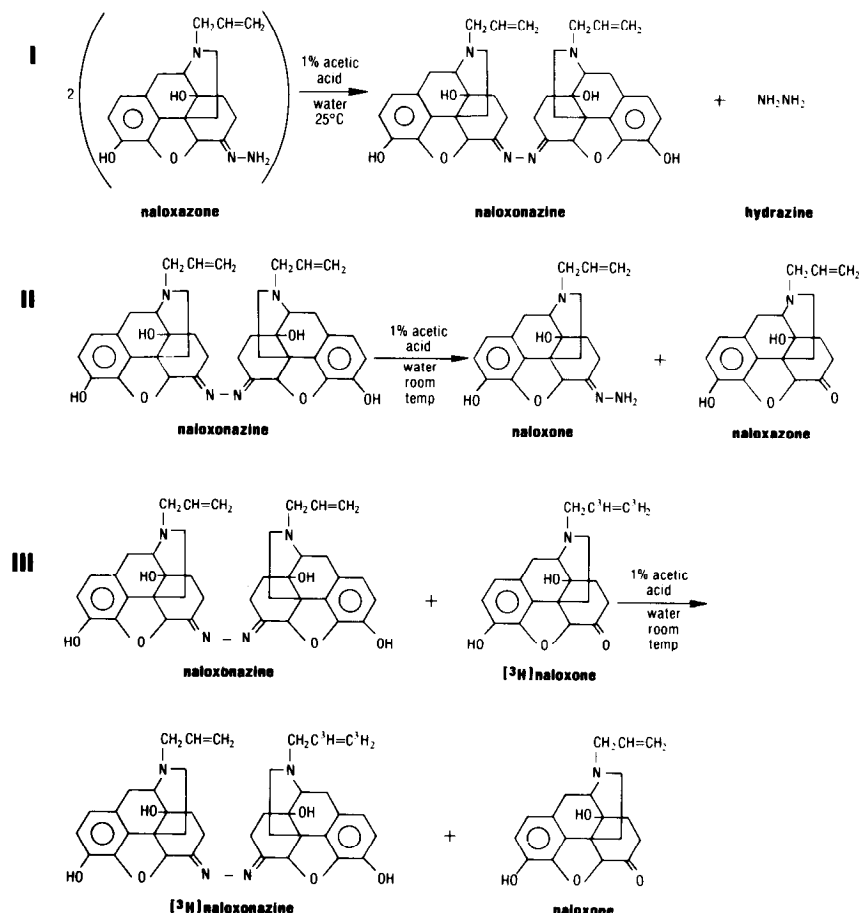 CH₂CH=CH₂ CH₂CH=CH₂ CH₂CH=CH₂
I
N N N
1% acetic
acid
2 HO HO OH + NH₂NH₂
water
25°C
HO O N–NH₂ HO O N – N O OH
naloxazone naloxonazine hydrazine
CH₂CH=CH₂ CH₂CH=CH₂ CH₂CH=CH₂ CH₂CH=CH₂
II
N N N N
1% acetic
acid
HO OH HO + HO
water
room
temp
HO O N – N O OH HO O N–NH₂ HO O O
naloxonazine naloxone naloxazone
CH₂CH=CH₂ CH₂CH=CH₂ CH₂C³H=C³H₂
III
N N N
1% acetic
acid
HO OH + HO
water
room
temp
HO O N – N O OH HO O O
naloxonazine [³H]naloxone
CH₂CH=CH₂ CH₂C³H=C³H₂ CH₂CH=CH₂
N N N
HO OH + HO
HO O N – N O OH HO O O
[³H]naloxonazine naloxone